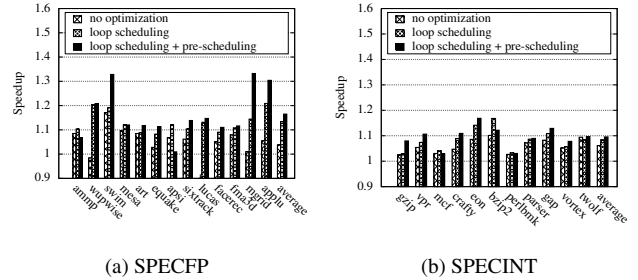 no optimization
loop scheduling
loop scheduling + pre-scheduling
Speedup
1.6
1.5
1.4
1.3
1.2
1.1
1
0.9
ammp
wupwise
swim
mesa
art
equake
apsi
sixtrack
lucas
facerec
fma3d
mgrid
applu
average
(a) SPECFP
no optimization
loop scheduling
loop scheduling + pre-scheduling
Speedup
1.6
1.5
1.4
1.3
1.2
1.1
1
0.9
gzip
vpr
mcf
crafty
eon
bzip2
perlbmk
parser
gap
vortex
twolf
average
(b) SPECINT